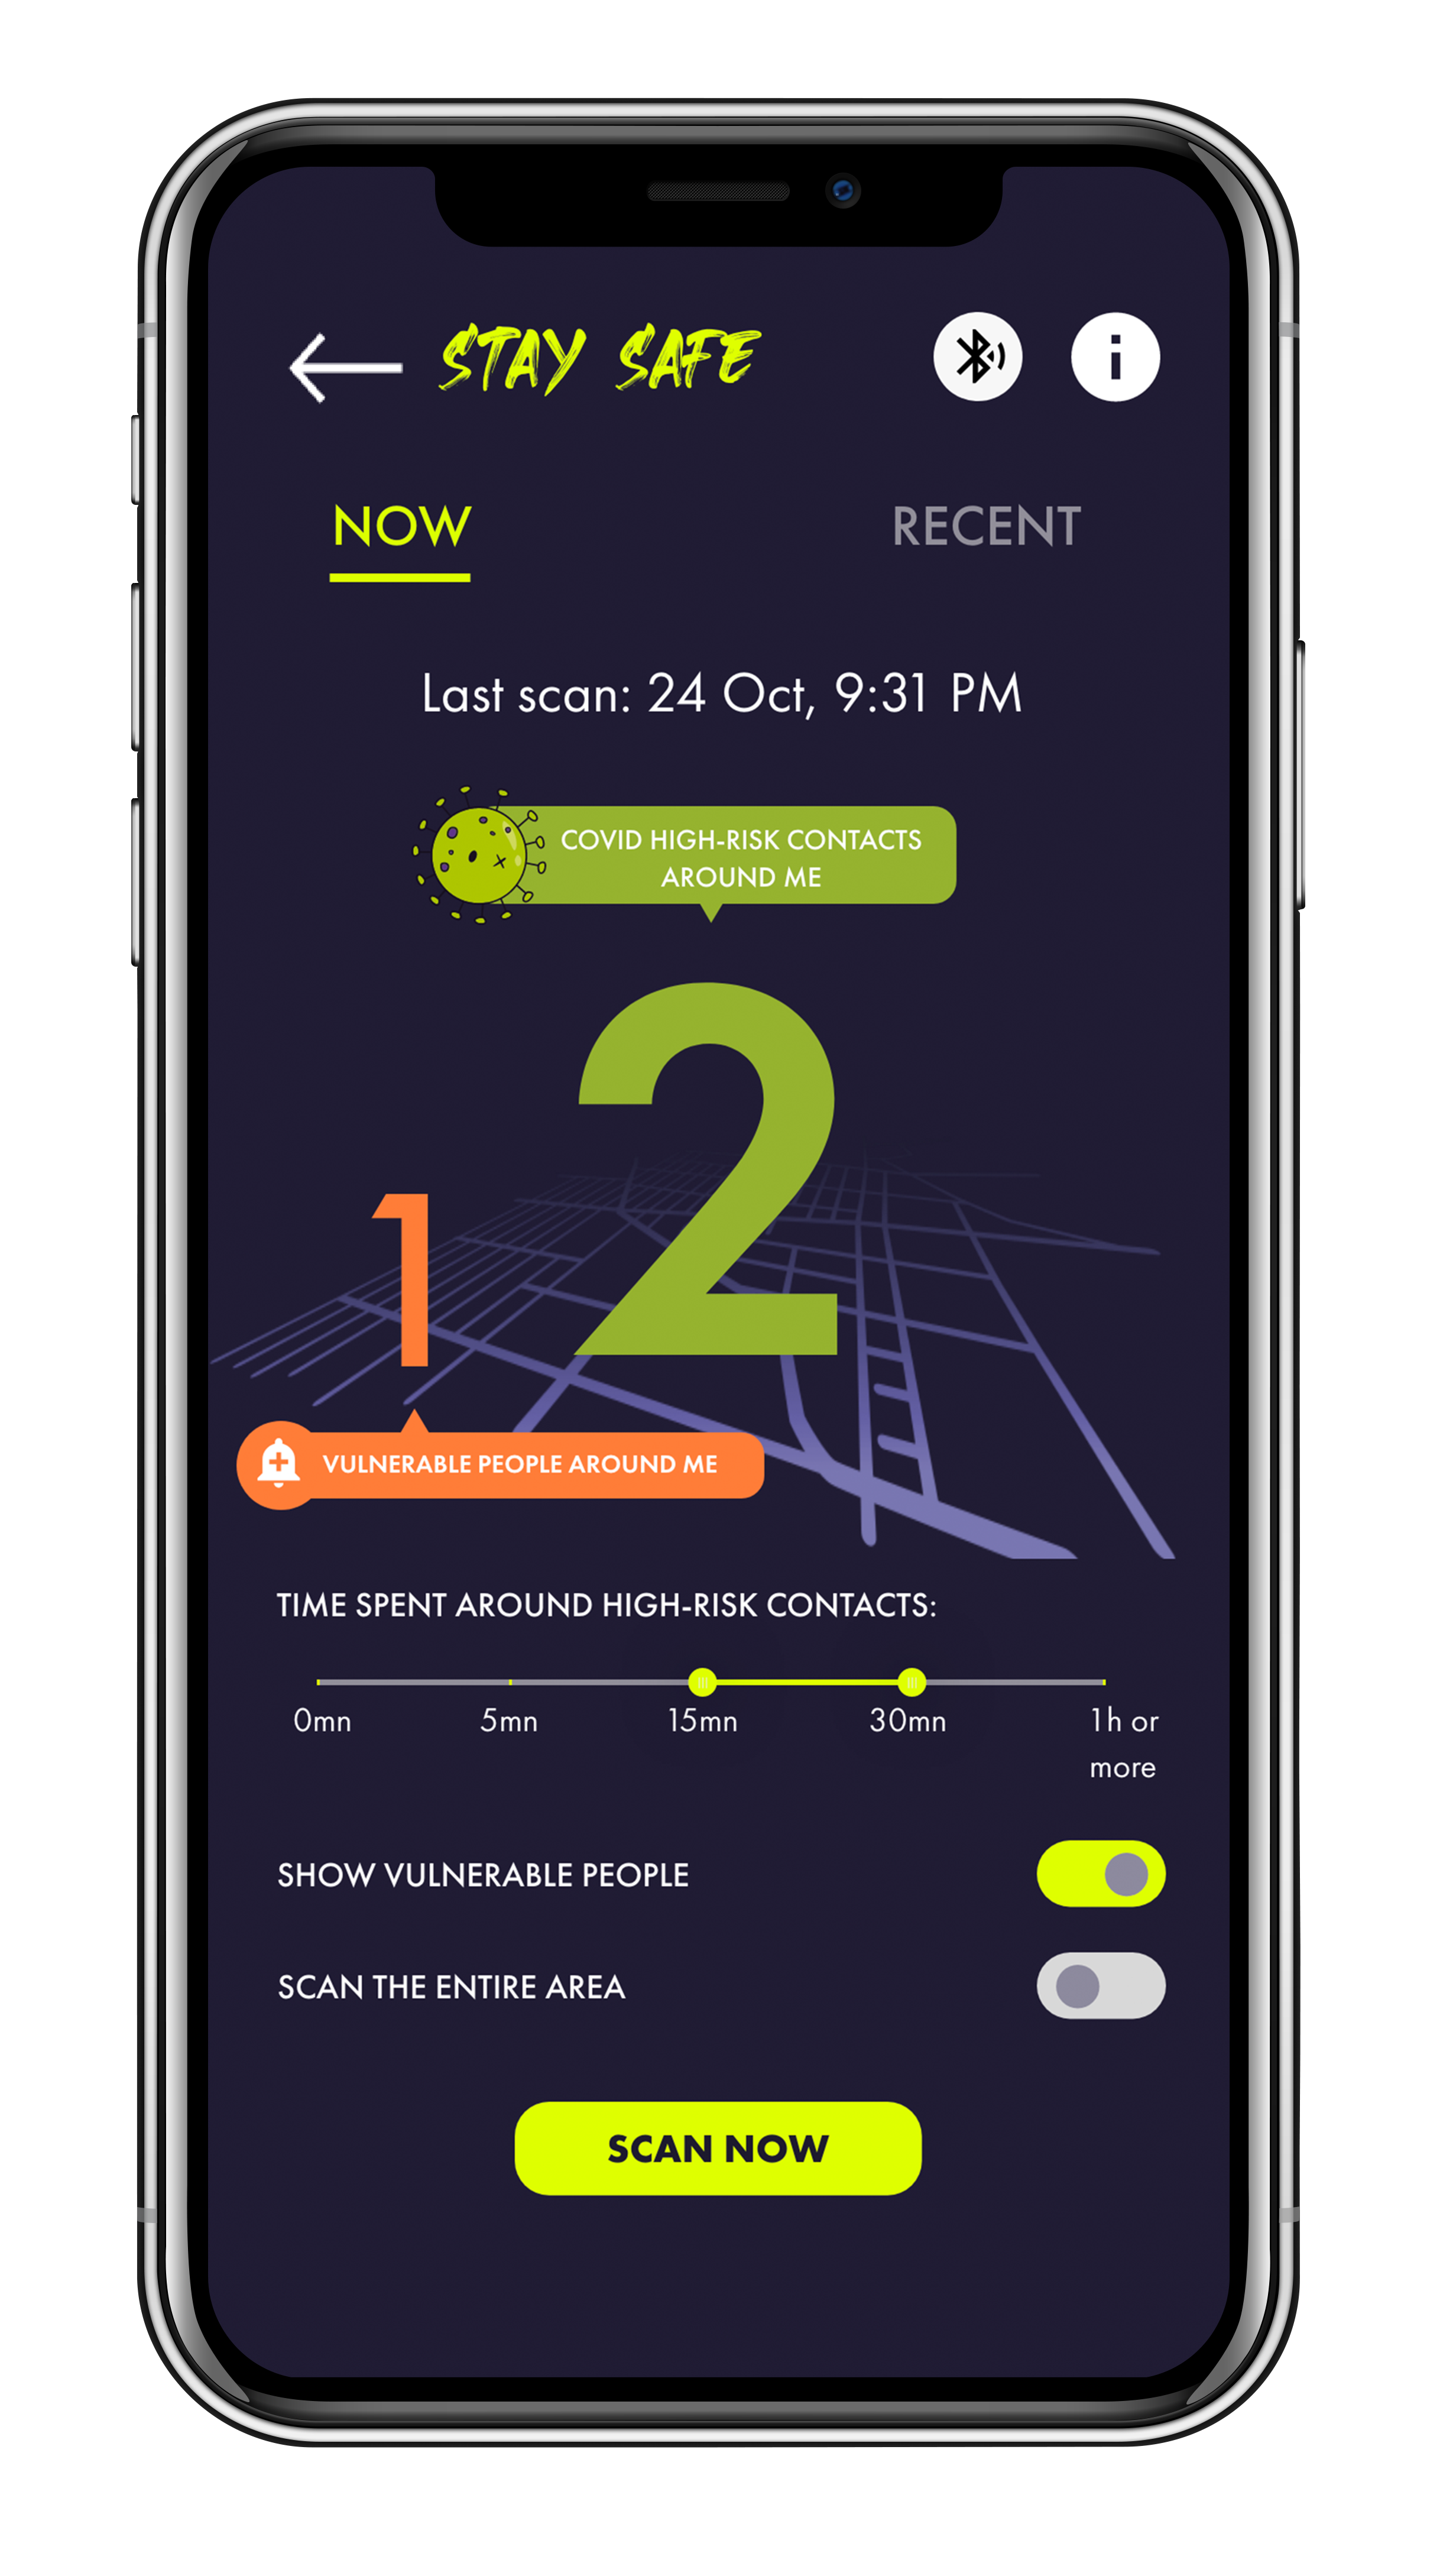 STAY SAFE
i
NOW
RECENT
Last scan: 24 Oct, 9:31 PM
COVID HIGH-RISK CONTACTS
AROUND ME
2
1
VULNERABLE PEOPLE AROUND ME
TIME SPENT AROUND HIGH-RISK CONTACTS:
0mn 5mn 15mn 30mn 1h or
more
SHOW VULNERABLE PEOPLE
SCAN THE ENTIRE AREA
SCAN NOW